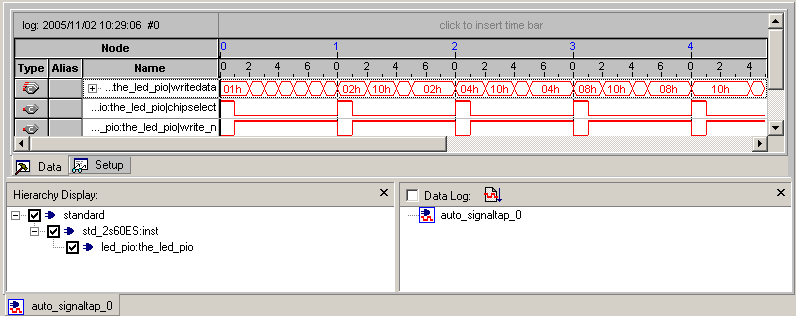 log: 2005/11/02 10:29:06 #0
click to insert time bar
Node
0 1 2 3 4
Type Alias Name
0 2 4 6 0 2 4 6 0 2 4 6 0 2 4 6 0 2 4
...the_led_pio|writedata
01h 02h 10h 02h 04h 10h 04h 08h 10h 08h 10h
...io:the_led_pio|chipselect
..._pio:the_led_pio|write_n
Data Setup
Hierarchy Display:
standard
std_2s60ES:inst
led_pio:the_led_pio
Data Log:
auto_signaltap_0
auto_signaltap_0